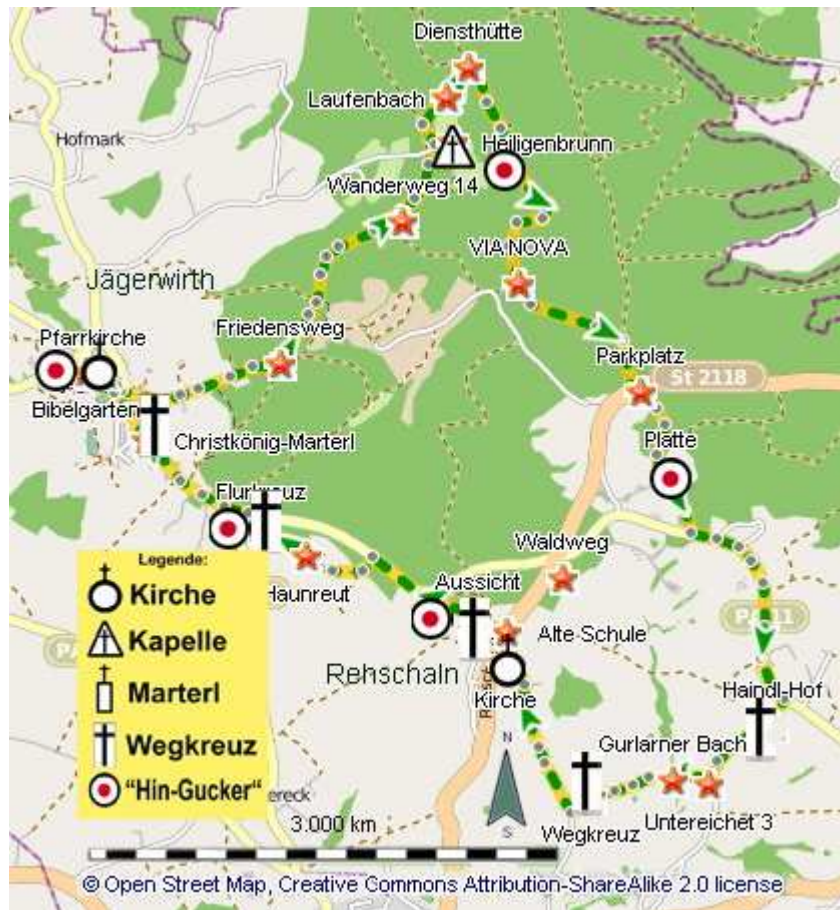 Diensthütte
Laufenbach
Hofmark
Heiligenbrunn
Wanderweg 14
VIA NOVA
Jägerwirth
Friedensweg
Pfarrkirche
Parkplatz
St 2118
Bibelgarten
Christkönig-Marterl
Platte
Flurkreuz
Waldweg
Legende:
Kirche
Kapelle
Marterl
Wegkreuz
"Hin-Gucker"
Haunreut
Aussicht
Alte Schule
Rehschaln
Kirche
Haindl-Hof
N
Gurlarner Bach
S
3.000 km
Wegkreuz
Untereichet 3
© Open Street Map, Creative Commons Attribution-ShareAlike 2.0 license